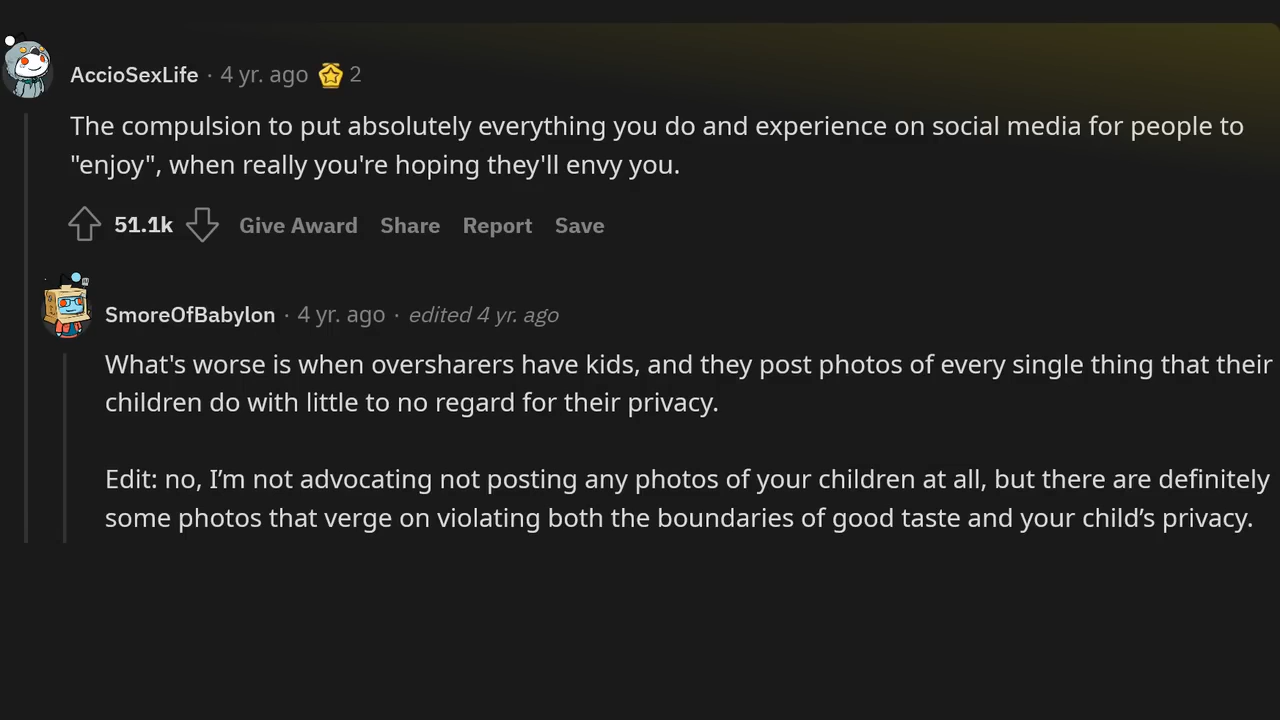 AccioSexLife · 4 yr. ago 2
The compulsion to put absolutely everything you do and experience on social media for people to
"enjoy", when really you're hoping they'll envy you.
51.1k Give Award Share Report Save
SmoreOfBabylon · 4 yr. ago · edited 4 yr. ago
What's worse is when oversharers have kids, and they post photos of every single thing that their
children do with little to no regard for their privacy.
Edit: no, I’m not advocating not posting any photos of your children at all, but there are definitely
some photos that verge on violating both the boundaries of good taste and your child’s privacy.